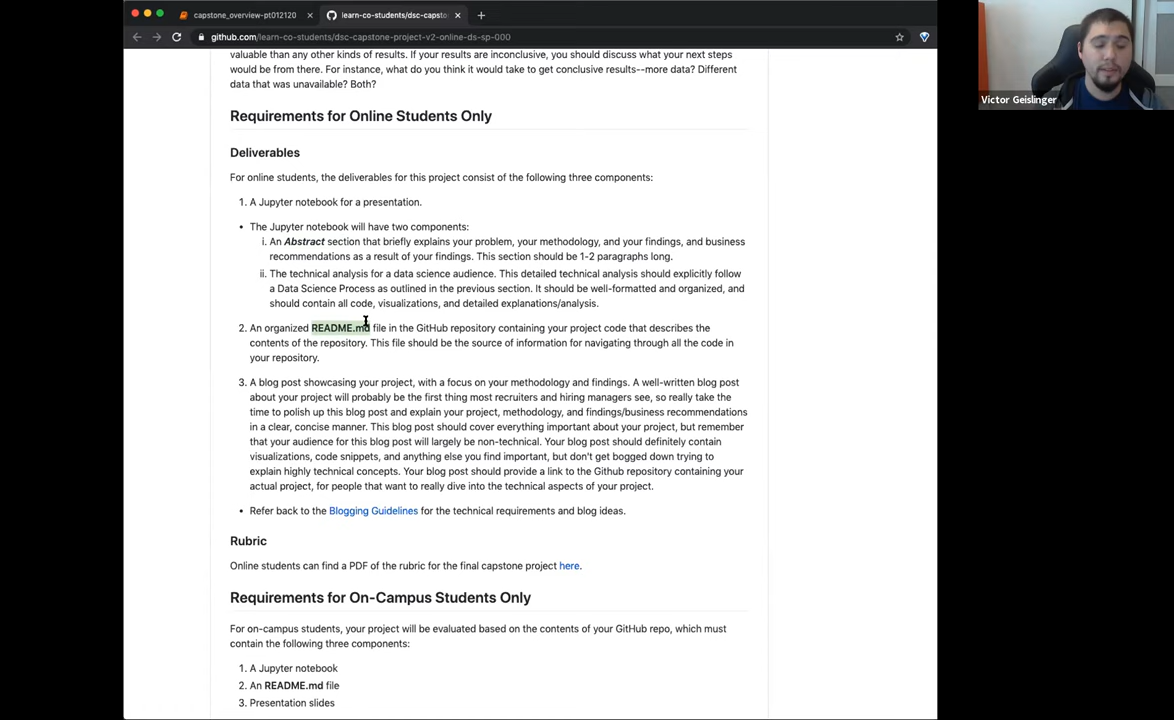 capstone_overview-pt012120
learn-co-students/dsc-capsto
github.com/learn-co-students/dsc-capstone-project-v2-online-ds-sp-000
Victor Geislinger
valuable than any other kinds of results. If your results are inconclusive, you should discuss what your next steps
would be from there. For instance, what do you think it would take to get conclusive results--more data? Different
data that was unavailable? Both?
Requirements for Online Students Only
Deliverables
For online students, the deliverables for this project consist of the following three components:
1. A Jupyter notebook for a presentation.
• The Jupyter notebook will have two components:
i. An Abstract section that briefly explains your problem, your methodology, and your findings, and business
recommendations as a result of your findings. This section should be 1-2 paragraphs long.
ii. The technical analysis for a data science audience. This detailed technical analysis should explicitly follow
a Data Science Process as outlined in the previous section. It should be well-formatted and organized, and
should contain all code, visualizations, and detailed explanations/analysis.
2. An organized README.md file in the GitHub repository containing your project code that describes the
contents of the repository. This file should be the source of information for navigating through all the code in
your repository.
3. A blog post showcasing your project, with a focus on your methodology and findings. A well-written blog post
about your project will probably be the first thing most recruiters and hiring managers see, so really take the
time to polish up this blog post and explain your project, methodology, and findings/business recommendations
in a clear, concise manner. This blog post should cover everything important about your project, but remember
that your audience for this blog post will largely be non-technical. Your blog post should definitely contain
visualizations, code snippets, and anything else you find important, but don't get bogged down trying to
explain highly technical concepts. Your blog post should provide a link to the Github repository containing your
actual project, for people that want to really dive into the technical aspects of your project.
• Refer back to the Blogging Guidelines for the technical requirements and blog ideas.
Rubric
Online students can find a PDF of the rubric for the final capstone project here.
Requirements for On-Campus Students Only
For on-campus students, your project will be evaluated based on the contents of your GitHub repo, which must
contain the following three components:
1. A Jupyter notebook
2. An README.md file
3. Presentation slides